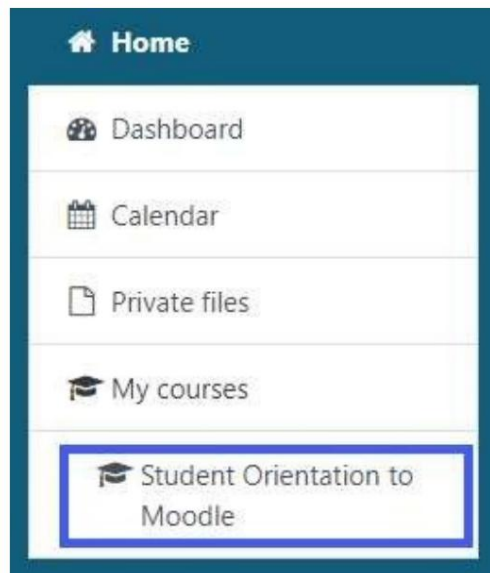 Home
Dashboard
Calendar
Private files
My courses
Student Orientation to
Moodle